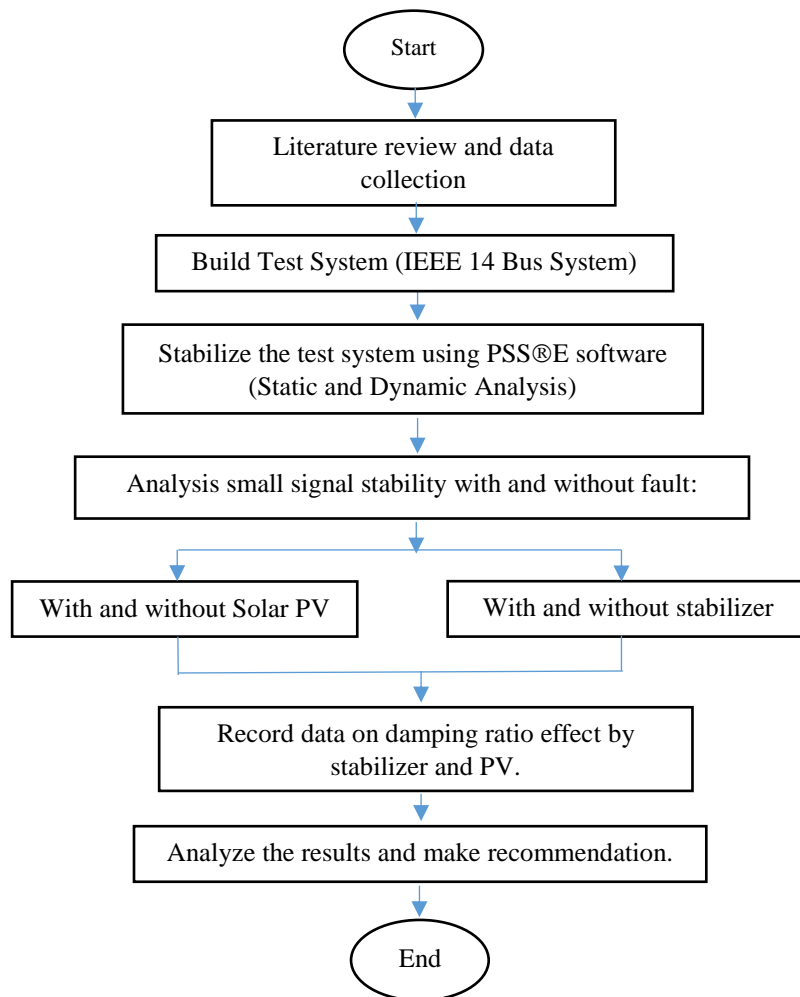 Start
Literature review and data
collection
Build Test System (IEEE 14 Bus System)
Stabilize the test system using PSS®E software
(Static and Dynamic Analysis)
Analysis small signal stability with and without fault:
With and without Solar PV
With and without stabilizer
Record data on damping ratio effect by
stabilizer and PV.
Analyze the results and make recommendation.
End